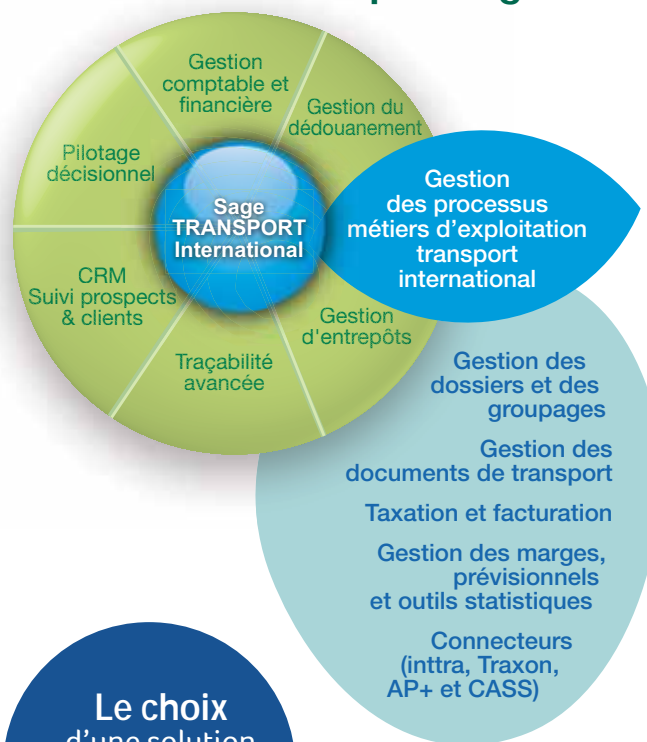 Gestion
comptable et
financière
Gestion du
dédouanement
Pilotage
décisionnel
Sage
TRANSPORT
International
Gestion
des processus
métiers d'exploitation
transport
international
CRM
Suivi prospects
& clients
Gestion
d'entrepôts
Traçabilité
avancée
Gestion des
dossiers et des
groupages
Gestion des
documents de transport
Taxation et facturation
Gestion des marges,
prévisionnels
et outils statistiques
Connecteurs
(inttra, Traxon,
AP+ et CASS)
Le choix
d'une solution